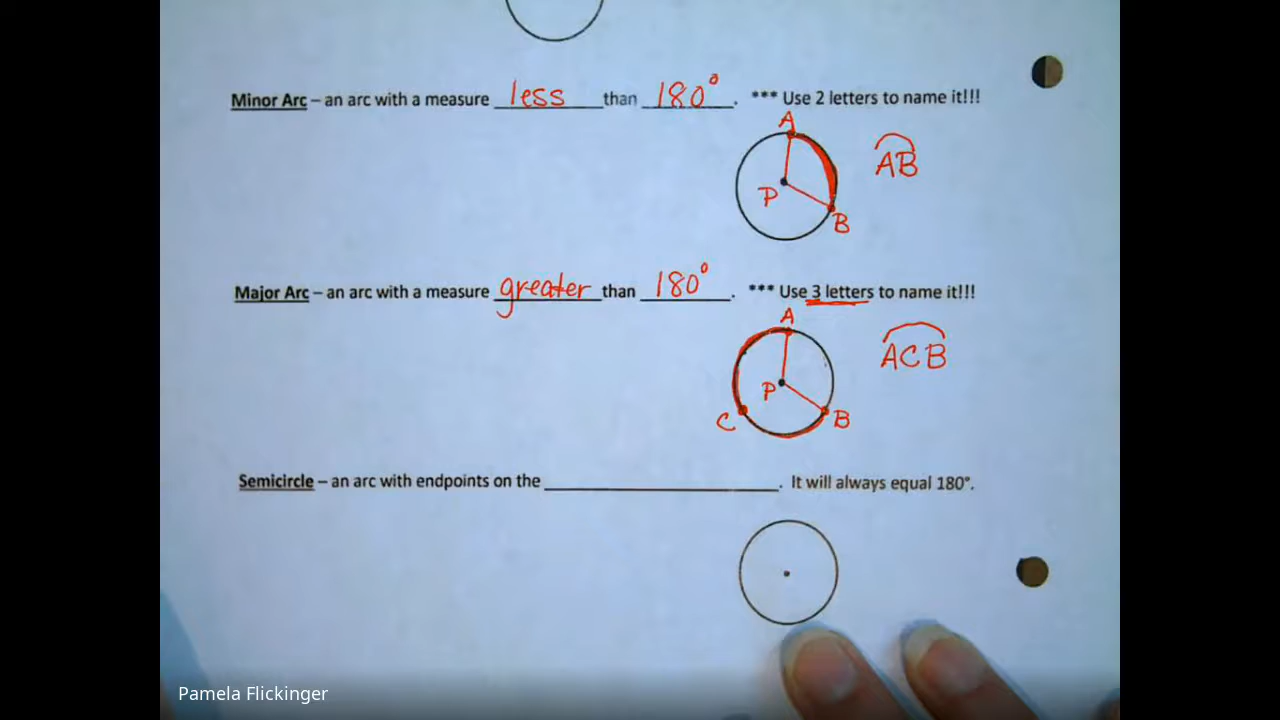 Minor Arc – an arc with a measure less than 180°. *** Use 2 letters to name it!!!
A
AB
P
B
Major Arc – an arc with a measure greater than 180°. *** Use 3 letters to name it!!!
A
ACB
P
C B
Semicircle – an arc with endpoints on the ____________________. It will always equal 180°.
Pamela Flickinger